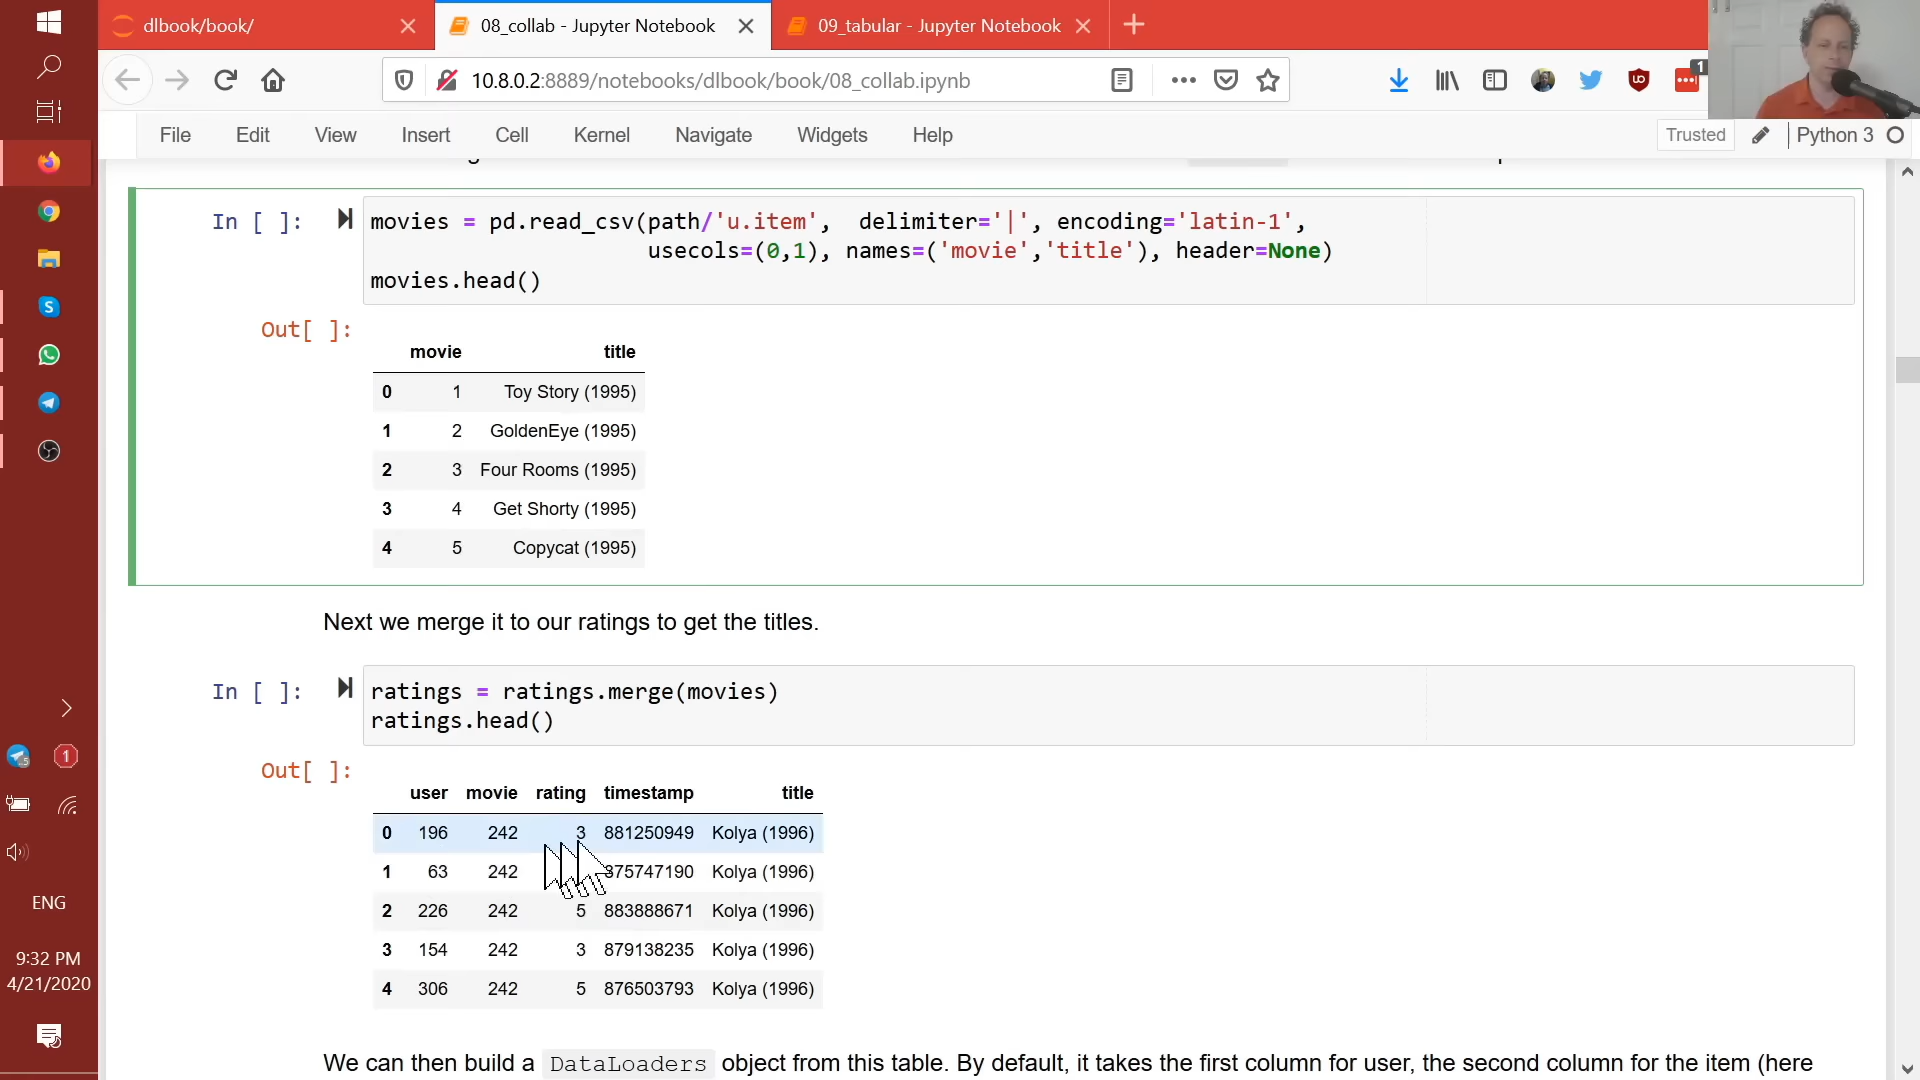 dlbook/book/
08_collab - Jupyter Notebook
09_tabular - Jupyter Notebook
10.8.0.2:8889/notebooks/dlbook/book/08_collab.ipynb
1
File Edit View Insert Cell Kernel Navigate Widgets Help
Trusted
Python 3
In [ ]:
movies = pd.read_csv(path/'u.item', delimiter='|', encoding='latin-1',
usecols=(0,1), names=('movie','title'), header=None)
movies.head()
Out[ ]:
movie title
0 1 Toy Story (1995)
1 2 GoldenEye (1995)
2 3 Four Rooms (1995)
3 4 Get Shorty (1995)
4 5 Copycat (1995)
Next we merge it to our ratings to get the titles.
In [ ]:
ratings = ratings.merge(movies)
ratings.head()
Out[ ]:
user movie rating timestamp title
0 196 242 3 881250949 Kolya (1996)
1 63 242 875747190 Kolya (1996)
2 226 242 5 883888671 Kolya (1996)
3 154 242 3 879138235 Kolya (1996)
4 306 242 5 876503793 Kolya (1996)
We can then build a DataLoaders object from this table. By default, it takes the first column for user, the second column for the item (here
1
ENG
9:32 PM
4/21/2020